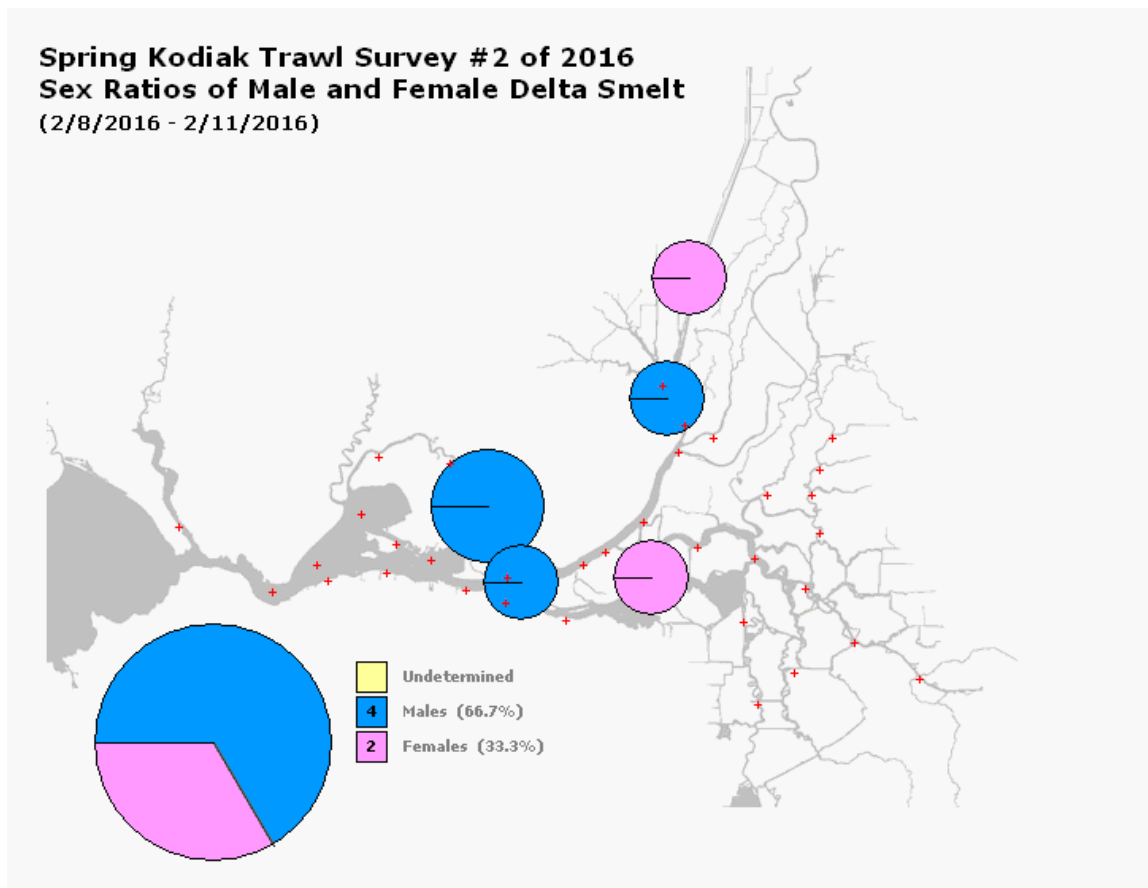 Spring Kodiak Trawl Survey #2 of 2016
Sex Ratios of Male and Female Delta Smelt
(2/8/2016 - 2/11/2016)
Undetermined
4 Males (66.7%)
2 Females (33.3%)